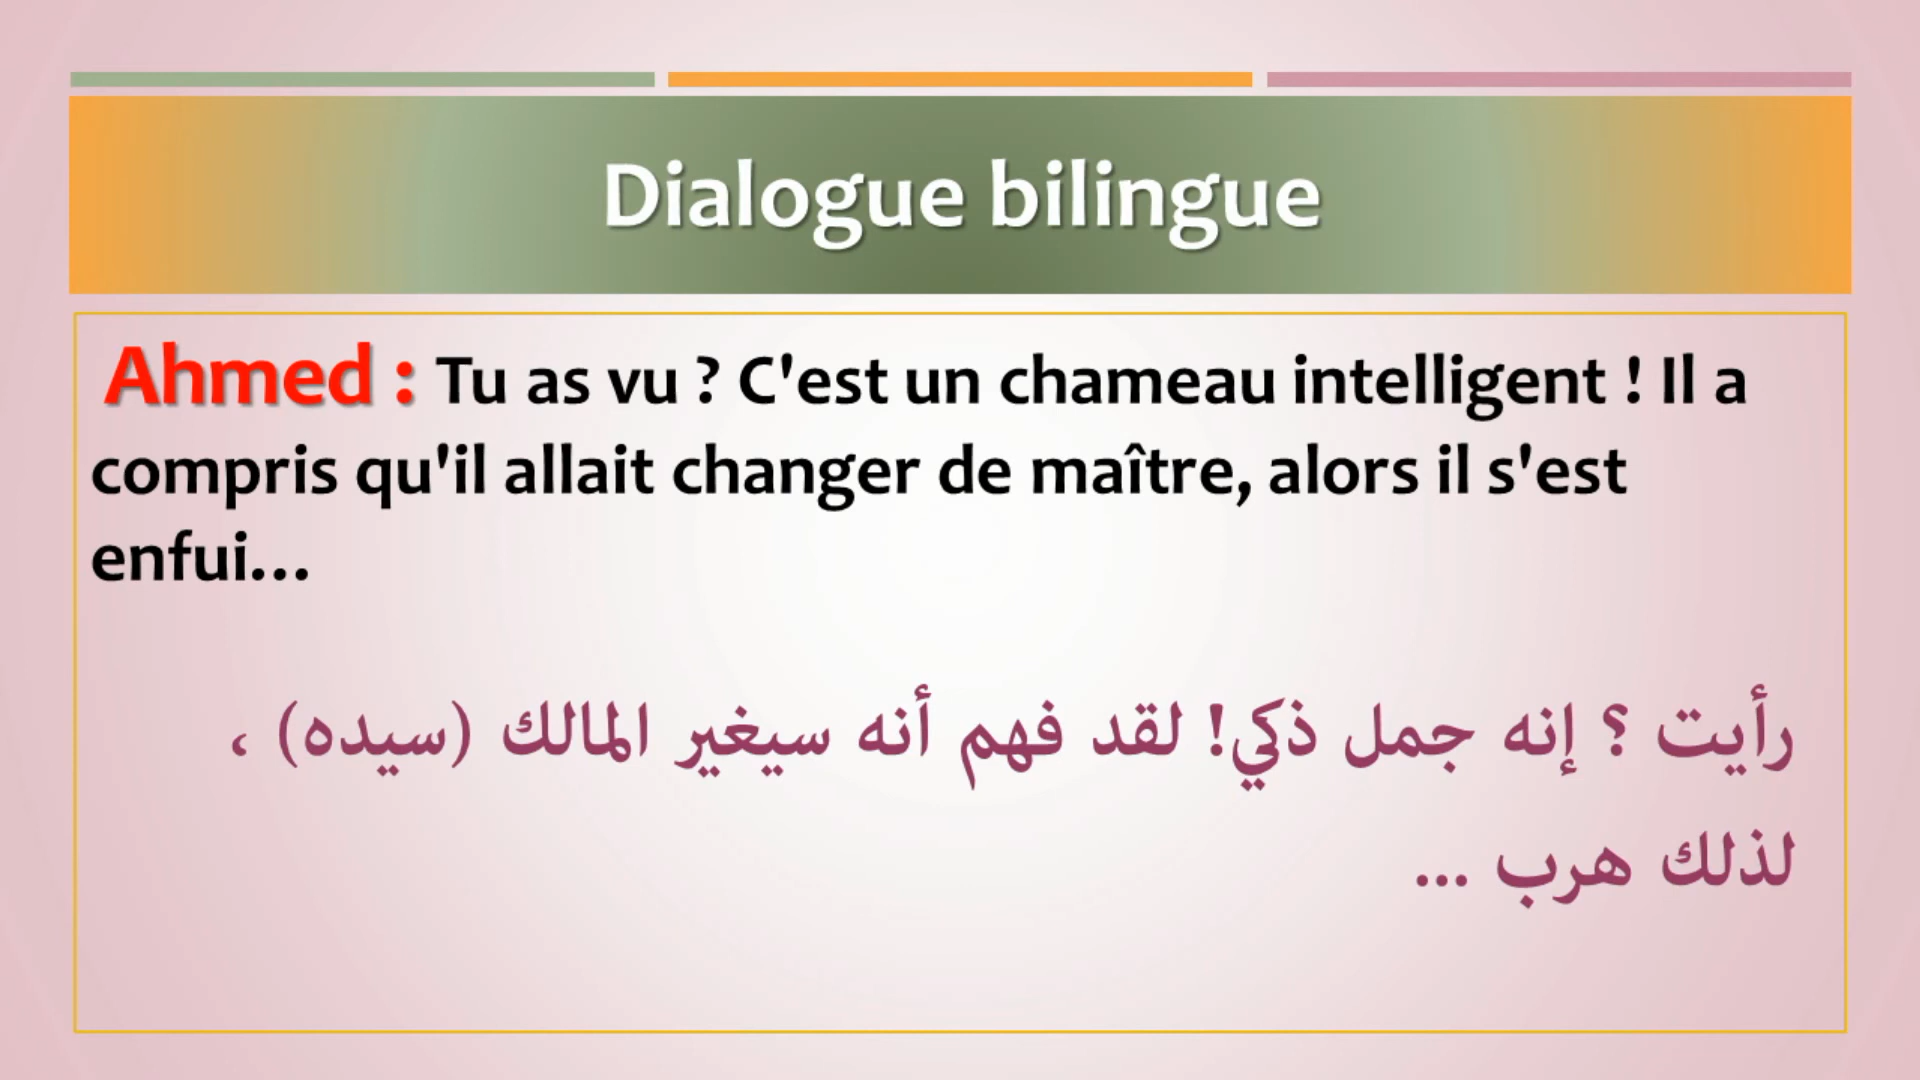 Dialogue bilingue
Ahmed : Tu as vu ? C'est un chameau intelligent ! Il a
compris qu'il allait changer de maître, alors il s'est
enfui...
رأيت ؟ إنه جمل ذكي! لقد فهم أنه سيغير المالك (سيده) ،
لذلك هرب ...